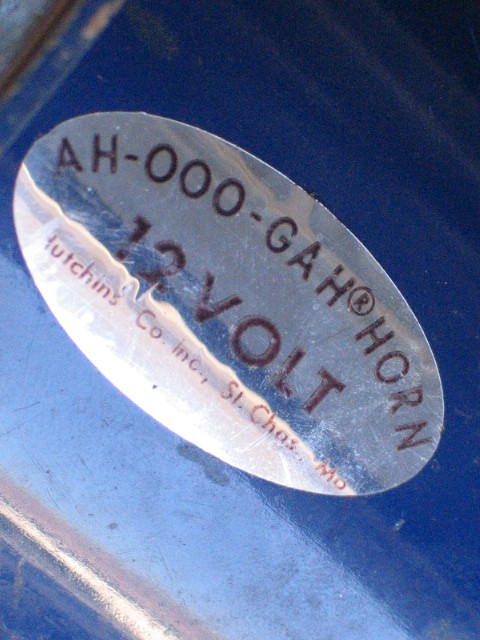 AH-OOO-GAH® HORN
12 VOLT
Hutchins Co. Inc., St. Chas. Mo